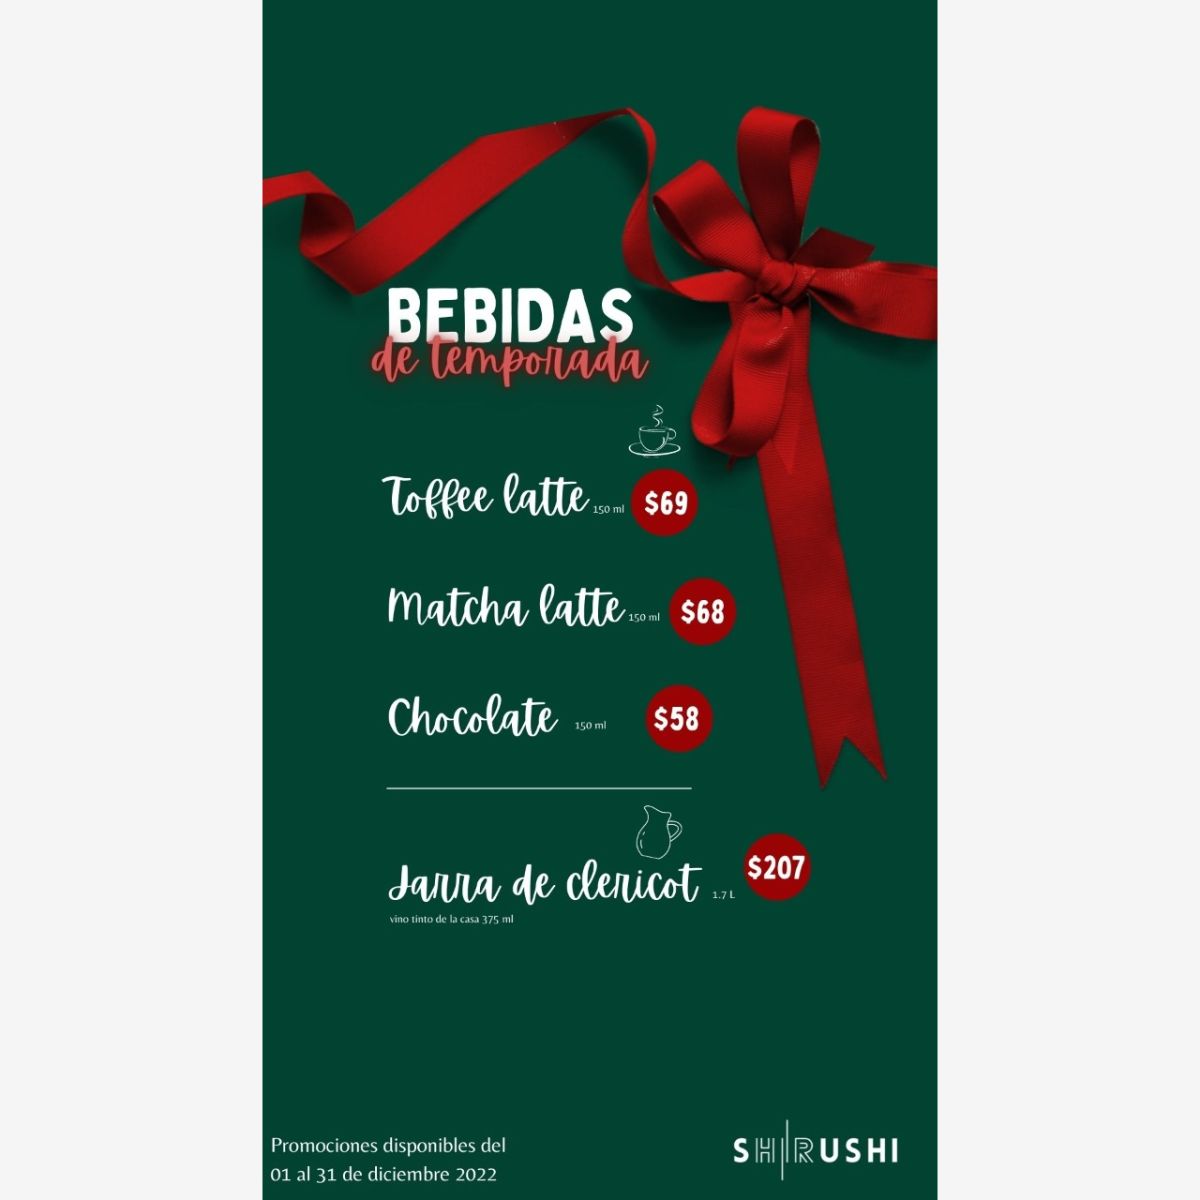 BEBIDAS
de temporada
Toffee latte 150 ml $69
Matcha latte 150 ml $68
Chocolate 150 ml $58
Jarra de clericot 1.7 L $207
vino tinto de la casa 375 ml
Promociones disponibles del
01 al 31 de diciembre 2022
SHIRUSHI